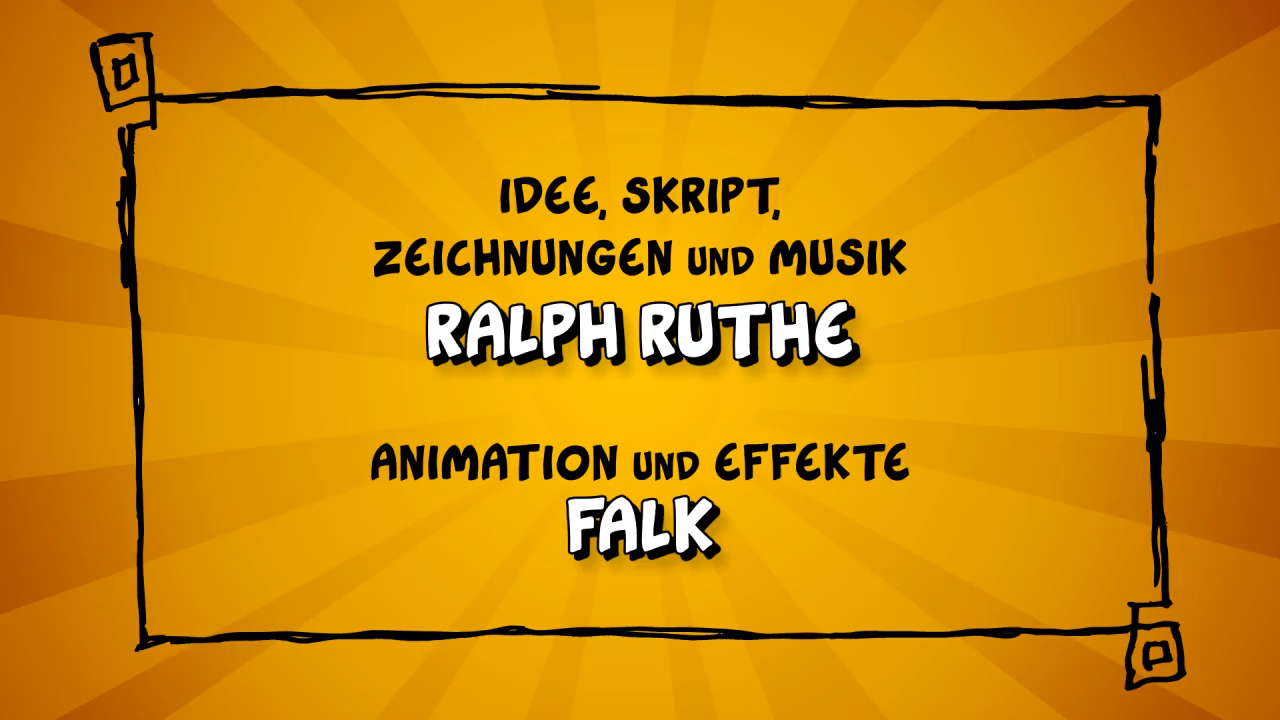 IDEE, SKRIPT,
ZEICHNUNGEN UND MUSIK
RALPH RUTHE
ANIMATION UND EFFEKTE
FALK